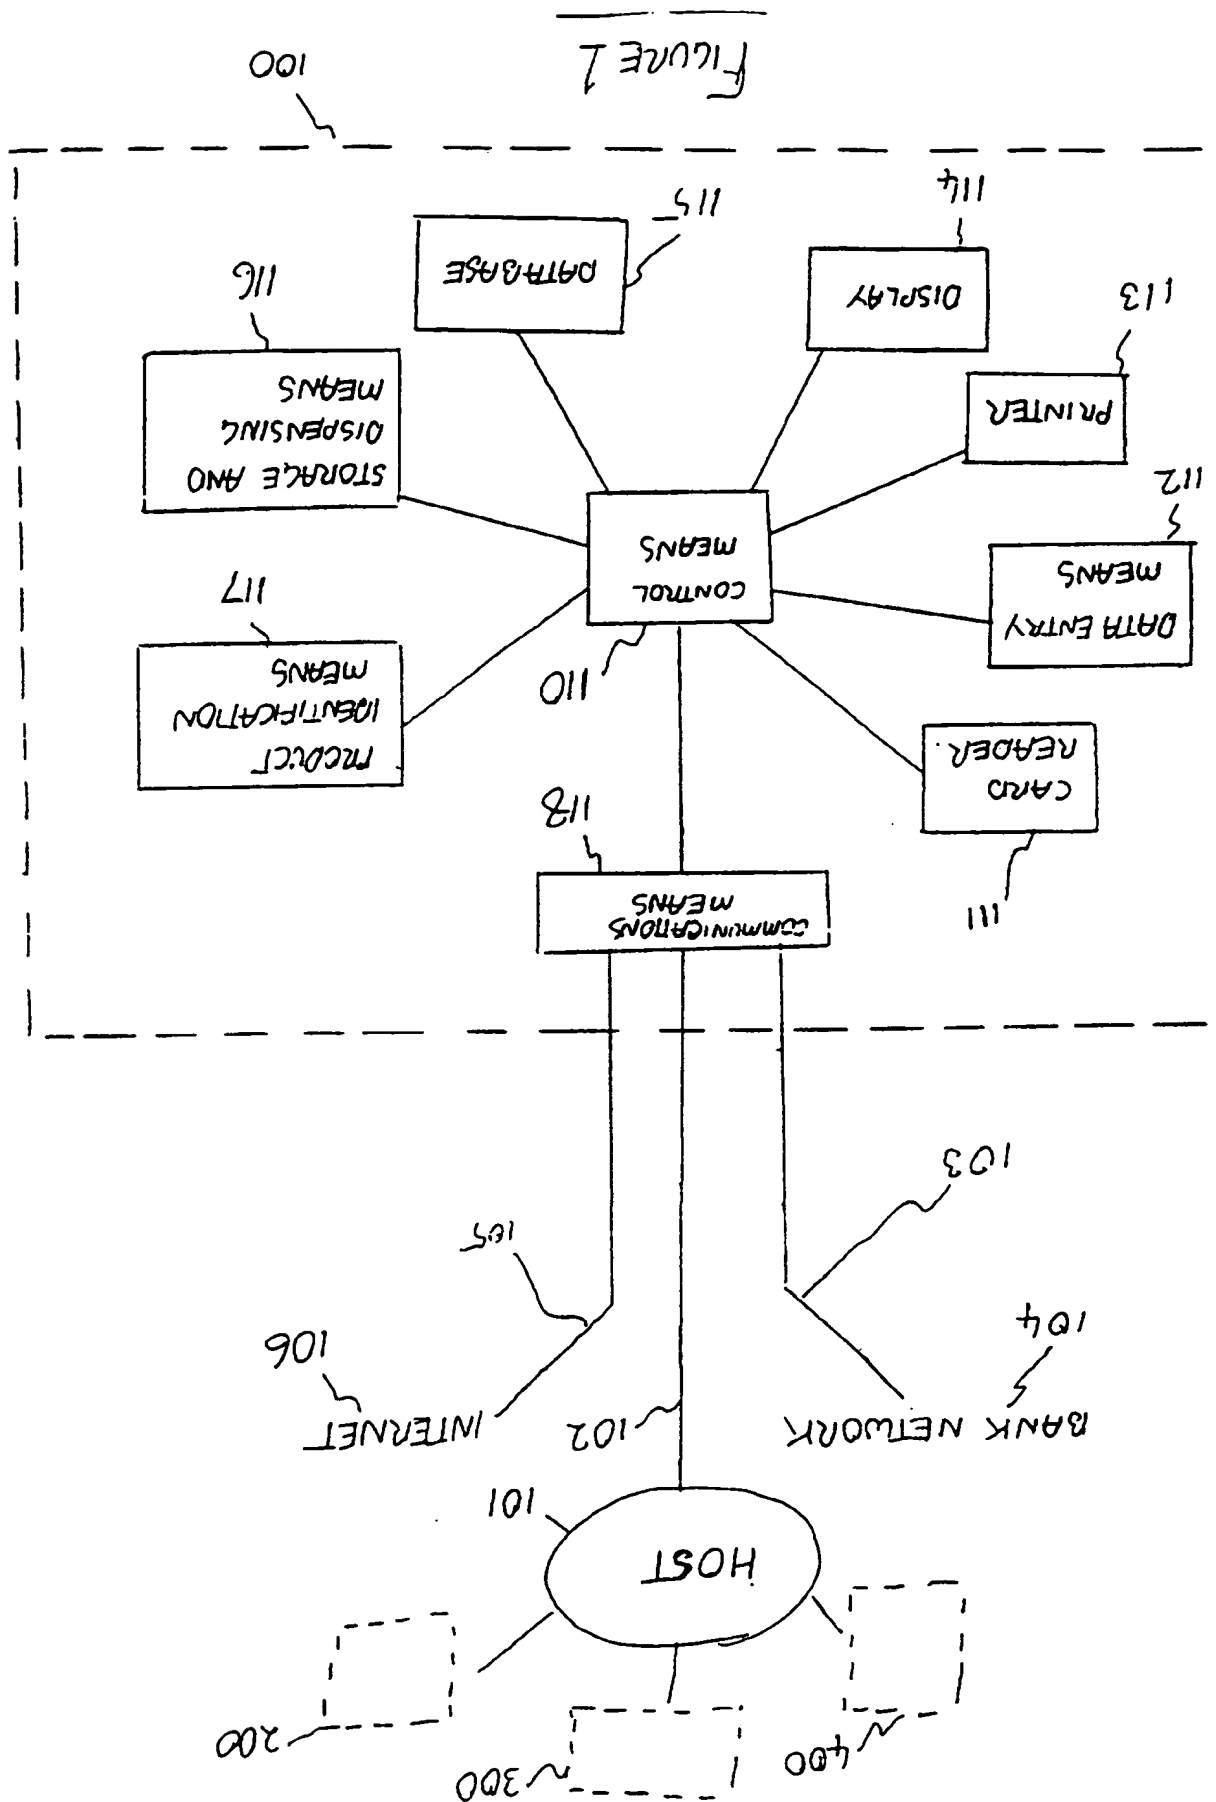 400
300
200
HOST
101
BANK NETWORK
102
INTERNET
104
106
103
105
COMMUNICATIONS
MEANS
111
118
CARD
READER
PRODUCT
IDENTIFICATION
MEANS
110
117
DATA ENTRY
MEANS
CONTROL
MEANS
112
STORAGE AND
DISPENSING
MEANS
PRINTER
116
113
DISPLAY
DATABASE
114
115
100
FIGURE 1